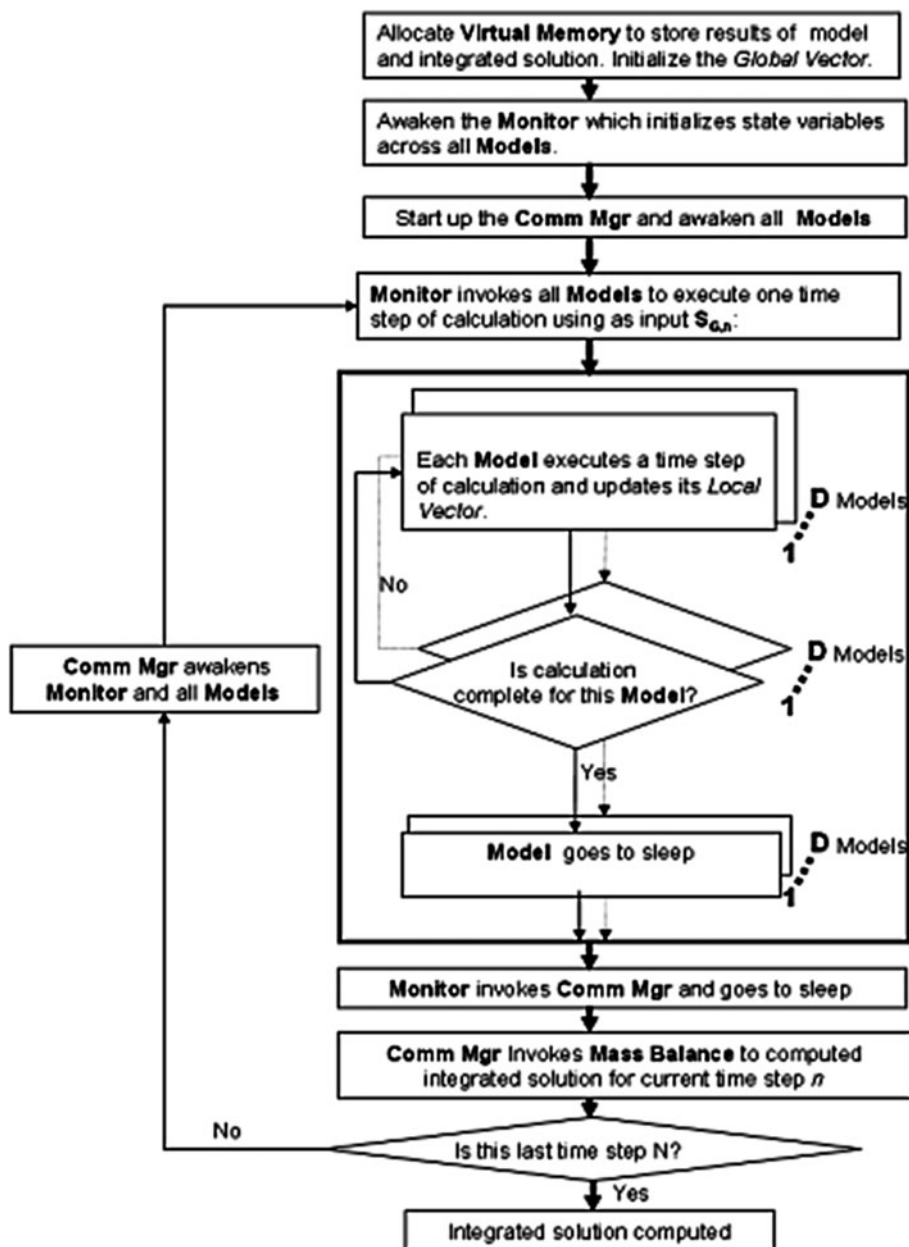 Allocate Virtual Memory to store results of model
and integrated solution. Initialize the Global Vector.
Awaken the Monitor which initializes state variables
across all Models.
Start up the Comm Mgr and awaken all Models
Monitor invokes all Models to execute one time
step of calculation using as input S_G,n:
Each Model executes a time step
of calculation and updates its Local
Vector.
D Models
1
No
Is calculation
complete for this Model?
D Models
1
Comm Mgr awakens
Monitor and all Models
Yes
Model goes to sleep
D Models
1
Monitor invokes Comm Mgr and goes to sleep
Comm Mgr Invokes Mass Balance to computed
integrated solution for current time step n
No
Is this last time step N?
Yes
Integrated solution computed